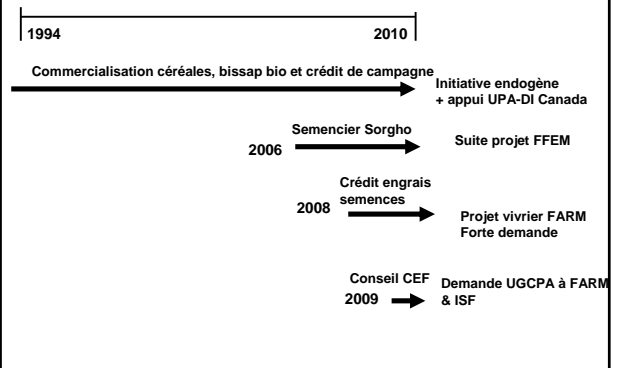 1994 2010
Commercialisation céréales, bissap bio et crédit de campagne
Initiative endogène
+ appui UPA-DI Canada
Semencier Sorgho
2006
Suite projet FFEM
Crédit engrais
semences
2008
Projet vivrier FARM
Forte demande
Conseil CEF
2009
Demande UGCPA à FARM
& ISF